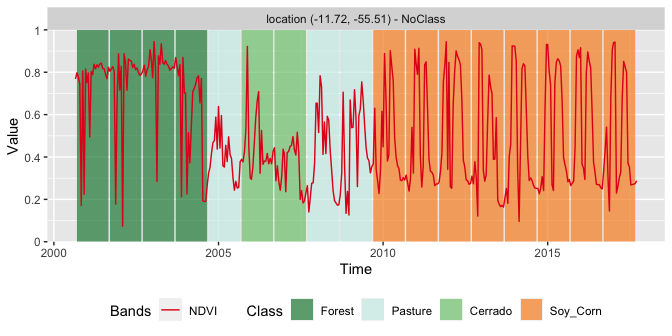 location (-11.72, -55.51) - NoClass
1
0.8
0.6
0.4
0.2
0
Value
2000 2005 2010 2015
Time
Bands NDVI Class Forest Pasture Cerrado Soy_Corn